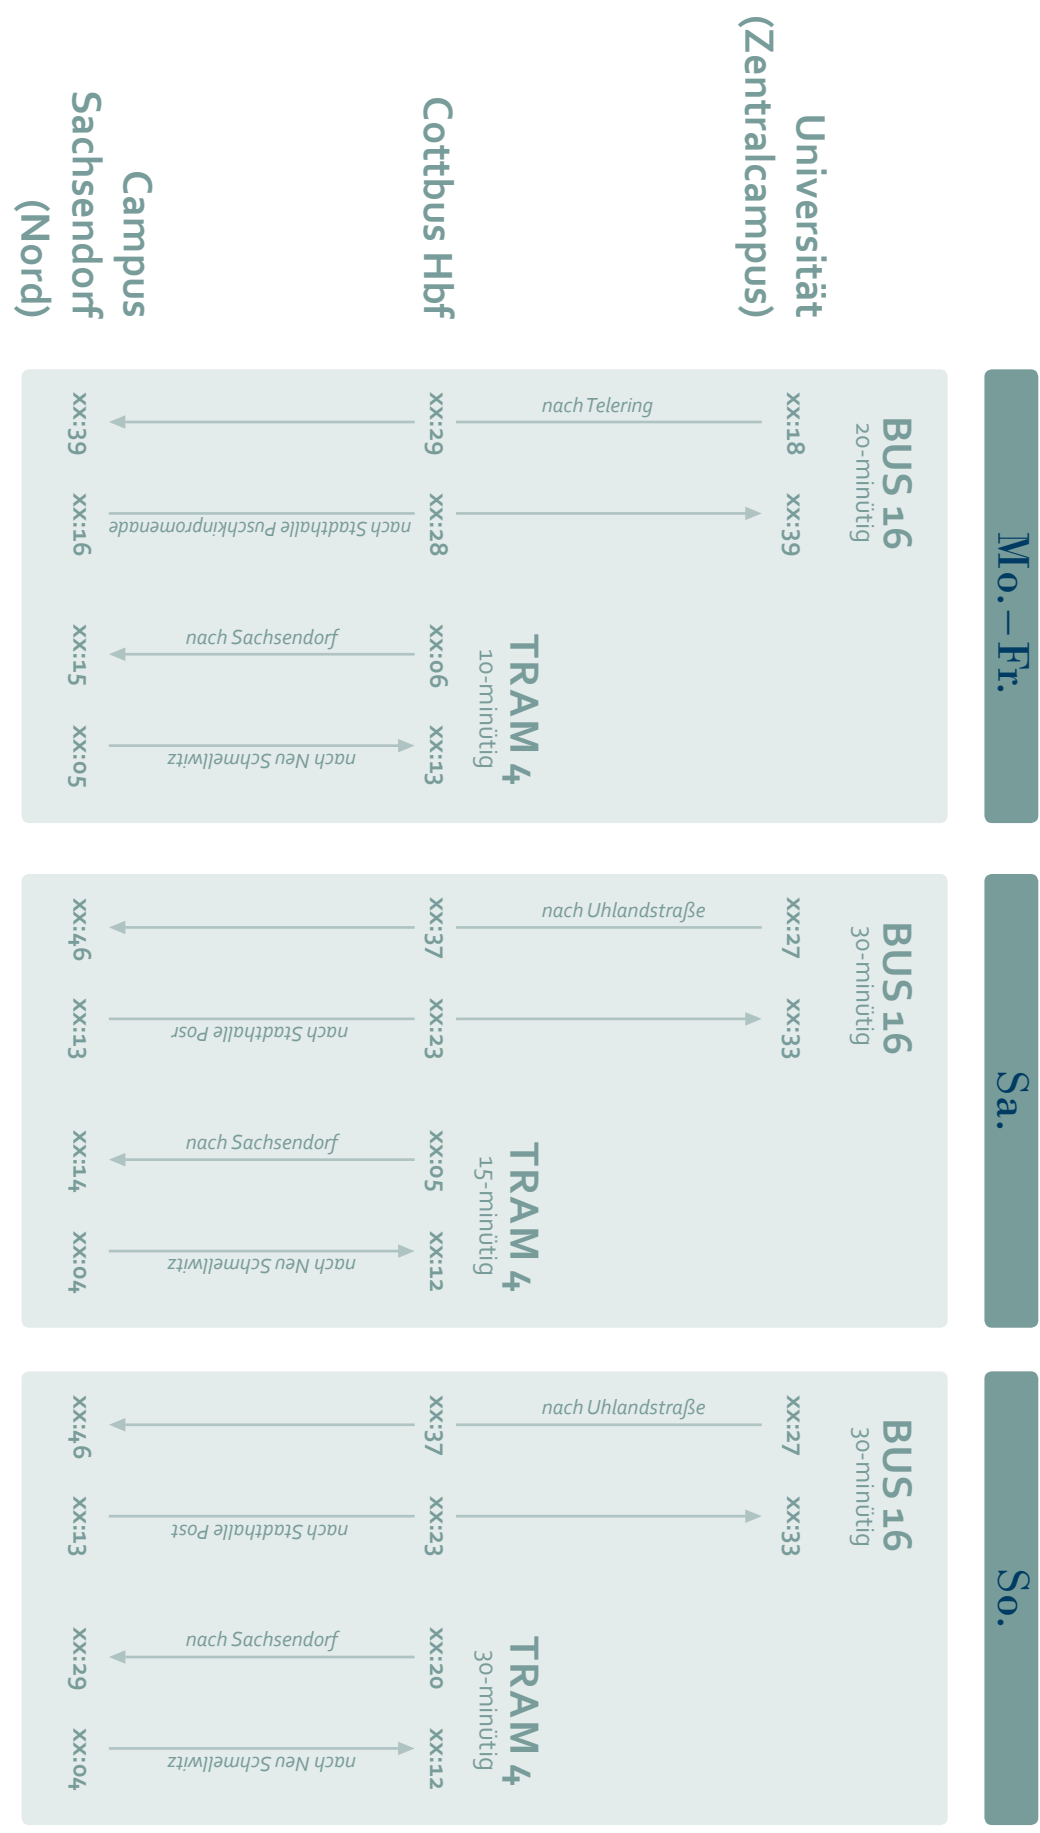 Mo.–Fr.
Sa.
So.
Universität
(Zentralcampus)
Cottbus Hbf
Campus
Sachsendorf
(Nord)
BUS 16
20-minütig
xx:18
xx:39
nach Telering
xx:29
xx:28
nach Stadthalle Puschkinpromenade
xx:39
xx:16
TRAM 4
10-minütig
xx:06
xx:13
nach Sachsendorf
nach Neu Schmellwitz
xx:15
xx:05
BUS 16
30-minütig
xx:27
xx:33
nach Uhlandstraße
xx:37
xx:23
nach Stadthalle Posr
xx:46
xx:13
TRAM 4
15-minütig
xx:05
xx:12
nach Sachsendorf
nach Neu Schmellwitz
xx:14
xx:04
BUS 16
30-minütig
xx:27
xx:33
nach Uhlandstraße
xx:37
xx:23
nach Stadthalle Post
xx:46
xx:13
TRAM 4
30-minütig
xx:20
xx:12
nach Sachsendorf
nach Neu Schmellwitz
xx:29
xx:04